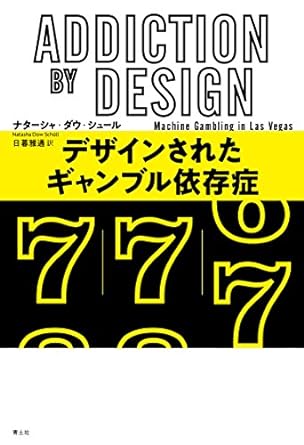 ADDICTION
BY DESIGN
ナターシャ・ダウ・シュール
Natasha Dow Schüll
Machine Gambling in Las Vegas
日暮雅通 訳
デザインされた
ギャンブル依存症
7 7 7
青土社